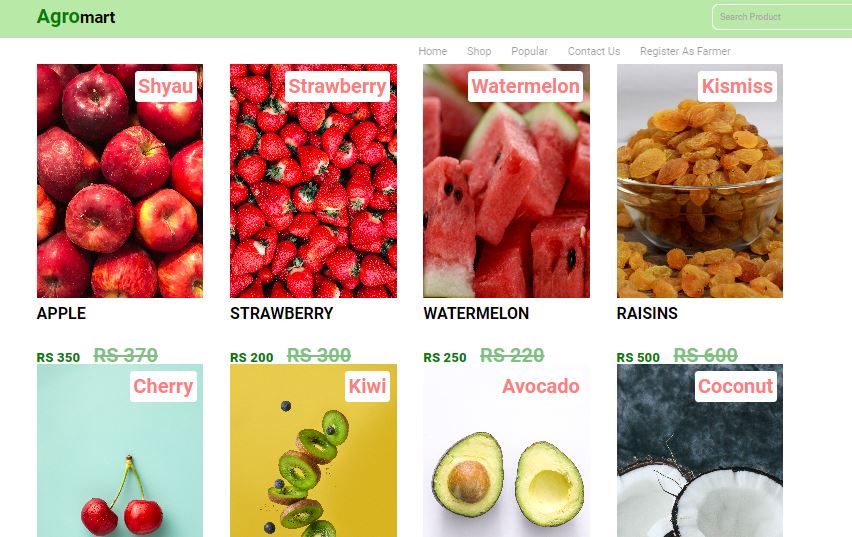 Agromart
Search Product
Home Shop Popular Contact Us Register As Farmer
Shyau Strawberry Watermelon Kismiss
APPLE STRAWBERRY WATERMELON RAISINS
RS 350 RS 370 RS 200 RS 300 RS 250 RS 220 RS 500 RS 600
Cherry Kiwi Avocado Coconut